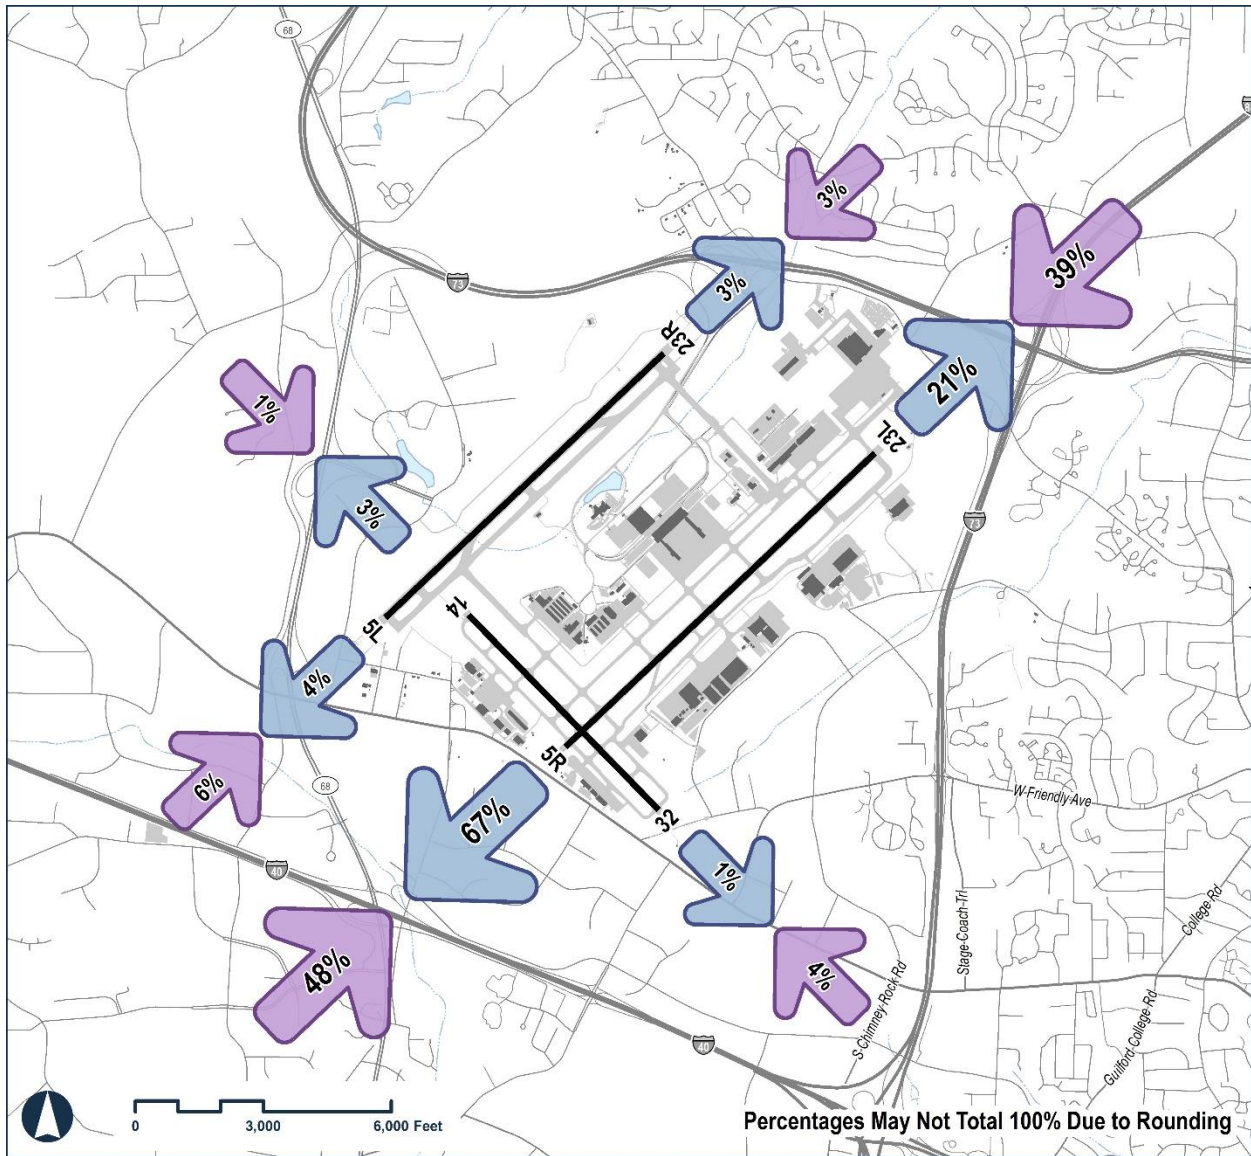 68
3%
39%
73
3%
23R
21%
1%
23L
3%
73
14
5L
4%
5R
6%
68
67%
32
W-Friendly-Ave
40
1%
48%
4%
Stage-Coach-Trl
College Rd
S-Chimney-Rock-Rd
Guilford-College-Rd
40
0 3,000 6,000 Feet
Percentages May Not Total 100% Due to Rounding